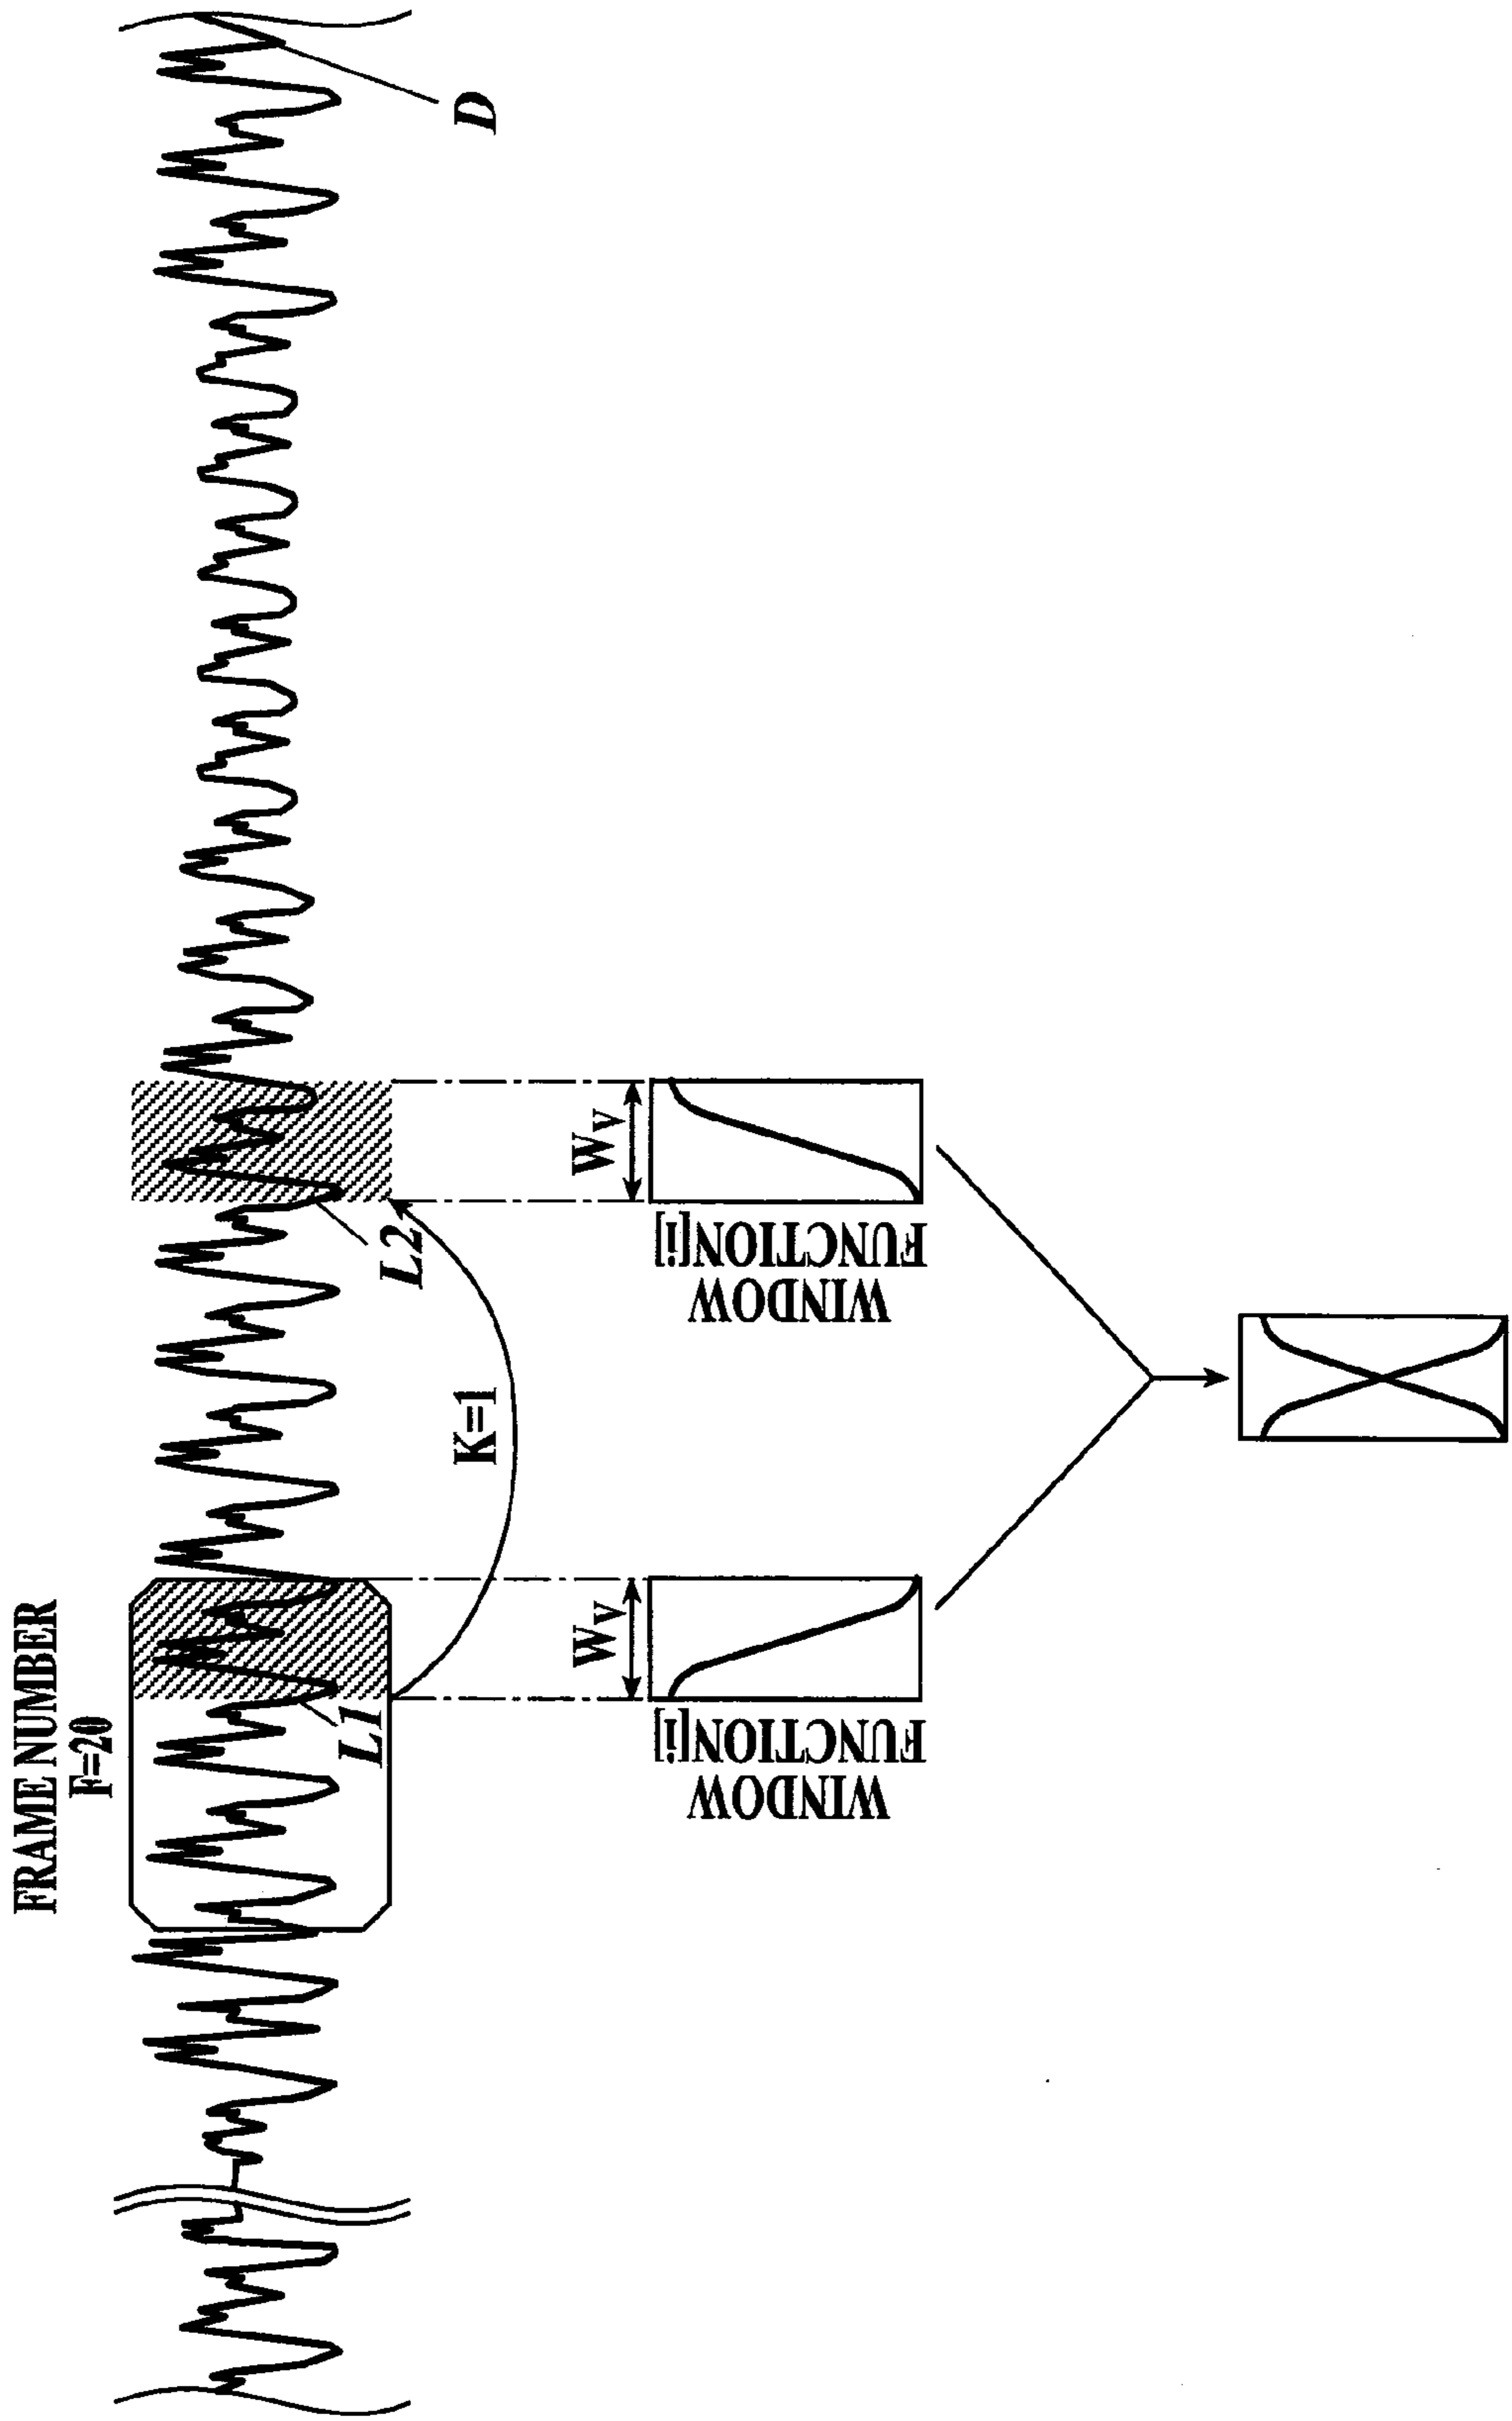 FRAME NUMBER
F=20
L1
K=1
L2
D
WV
WINDOW
FUNCTION[i]
WV
WINDOW
FUNCTION[i]